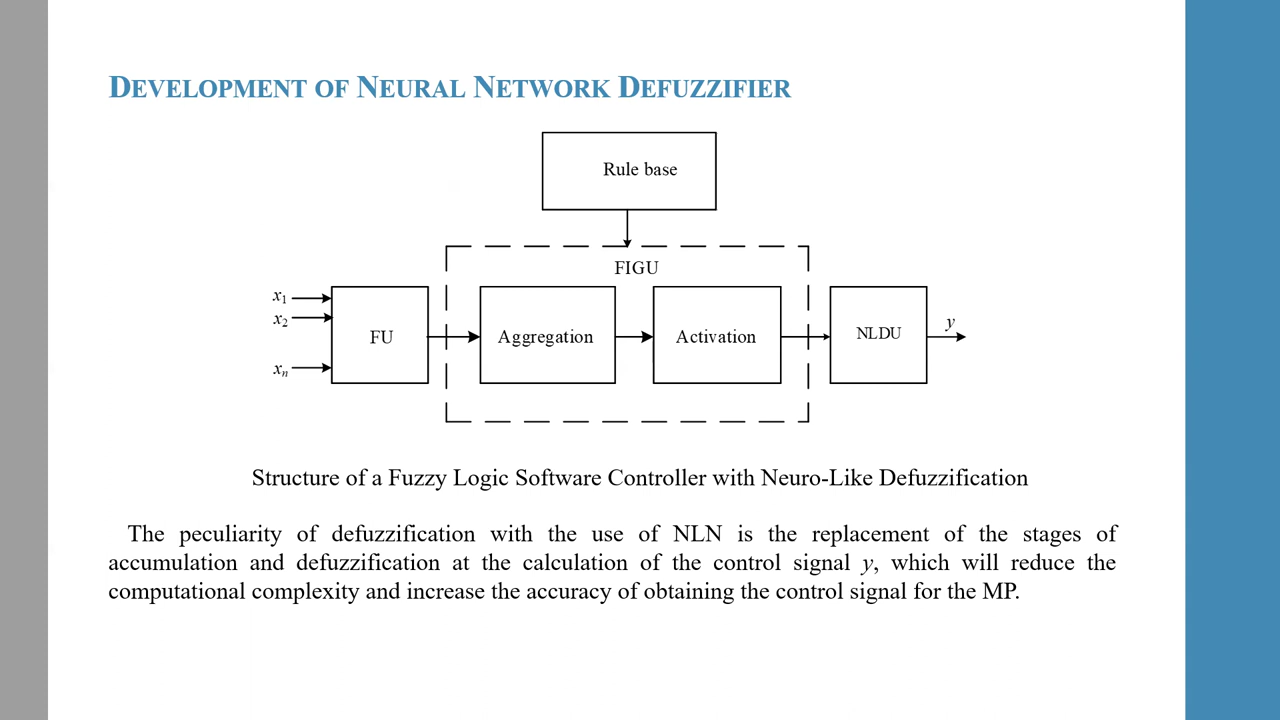 DEVELOPMENT OF NEURAL NETWORK DEFUZZIFIER
Rule base
FIGU
x1
x2
xn
FU
Aggregation
Activation
NLDU
y
Structure of a Fuzzy Logic Software Controller with Neuro-Like Defuzzification
The peculiarity of defuzzification with the use of NLN is the replacement of the stages of
accumulation and defuzzification at the calculation of the control signal y, which will reduce the
computational complexity and increase the accuracy of obtaining the control signal for the MP.